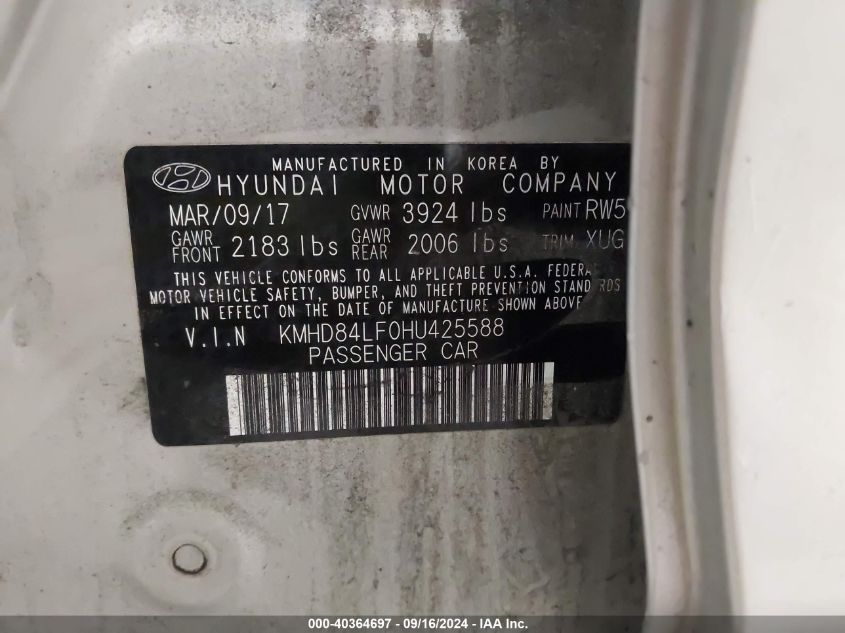 MANUFACTURED IN KOREA BY
HYUNDAI MOTOR COMPANY
MAR/09/17 GVWR 3924 lbs PAINT RW5
GAWR FRONT 2183 lbs GAWR REAR 2006 lbs TRIM XUG
THIS VEHICLE CONFORMS TO ALL APPLICABLE U.S.A. FEDERA
MOTOR VEHICLE SAFETY, BUMPER, AND THEFT PREVENTION STANDARDS
IN EFFECT ON THE DATE OF MANUFACTURE SHOWN ABOVE
V.I.N KMHD84LF0HU425588
PASSENGER CAR
000-40364697 - 09/16/2024 - IAA Inc.